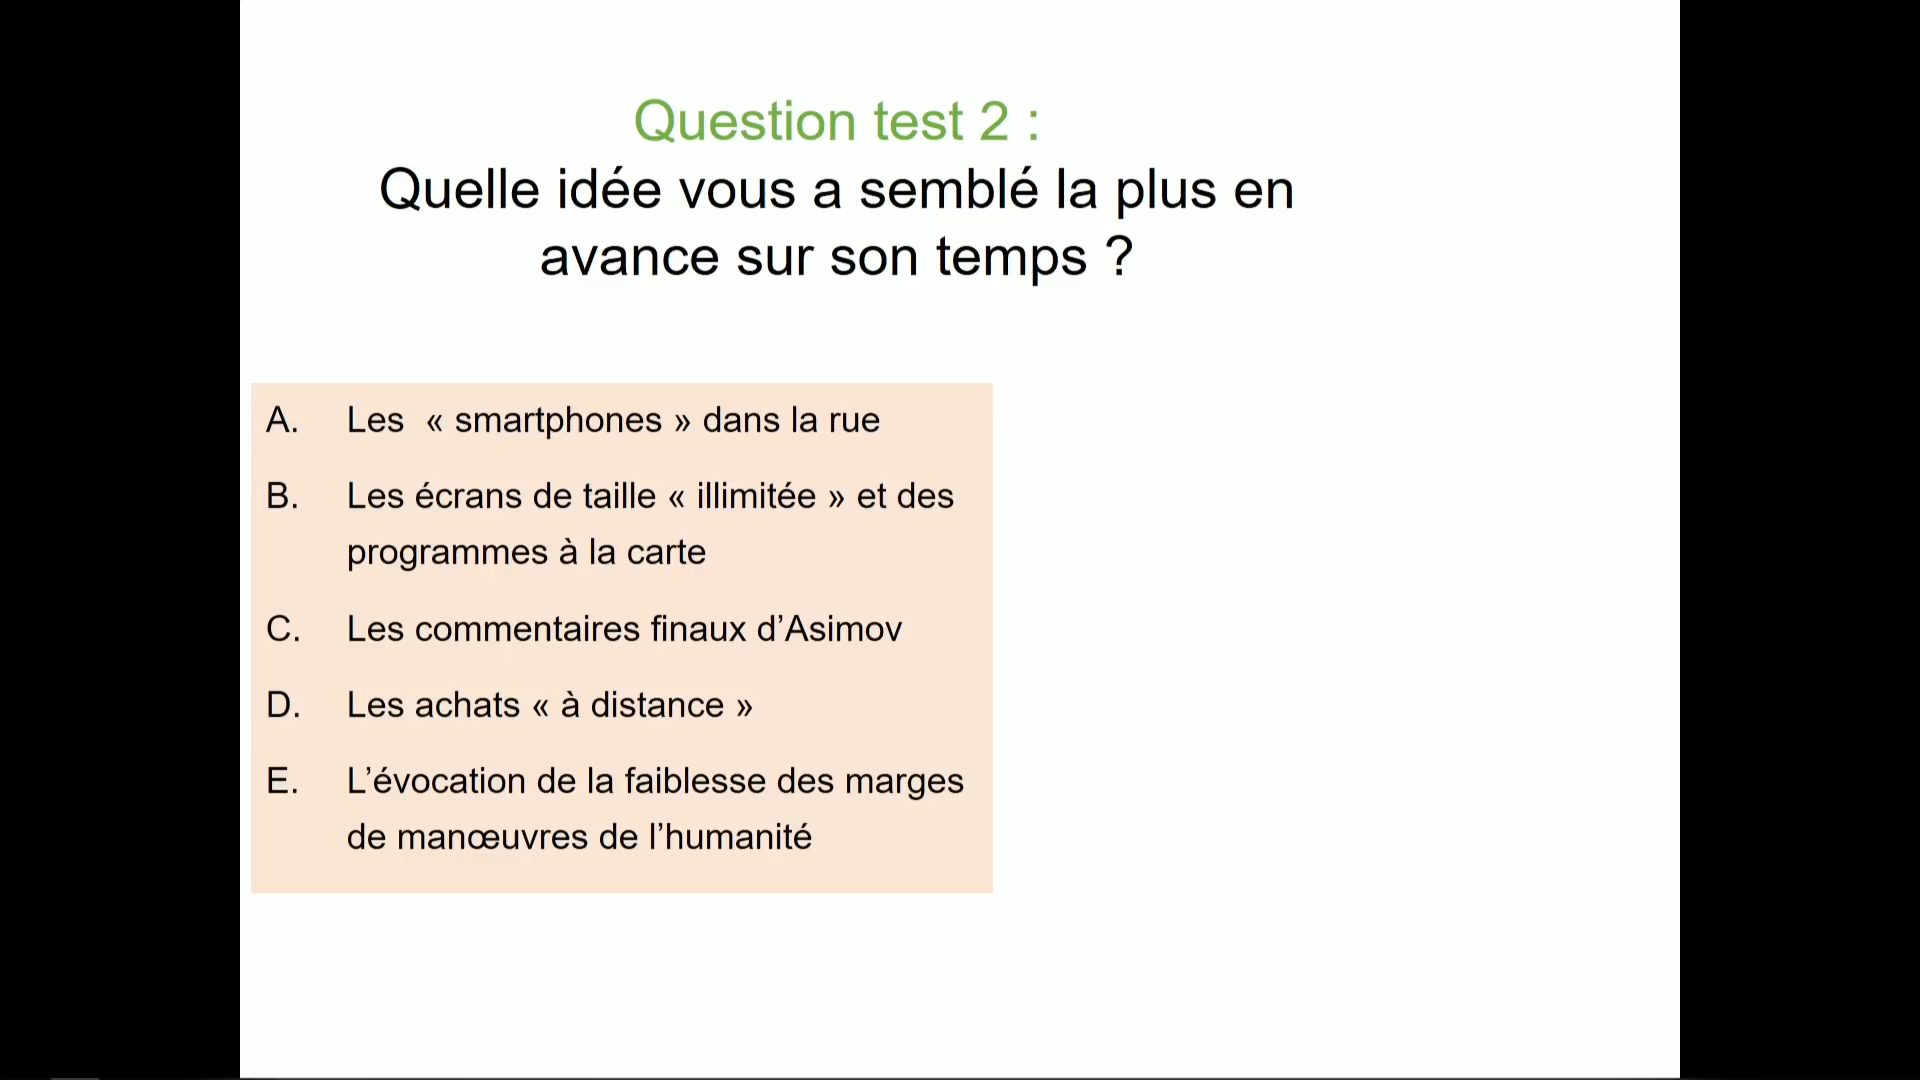 Question test 2 :
Quelle idée vous a semblé la plus en
avance sur son temps ?
A. Les « smartphones » dans la rue
B. Les écrans de taille « illimitée » et des
programmes à la carte
C. Les commentaires finaux d’Asimov
D. Les achats « à distance »
E. L’évocation de la faiblesse des marges
de manœuvres de l’humanité